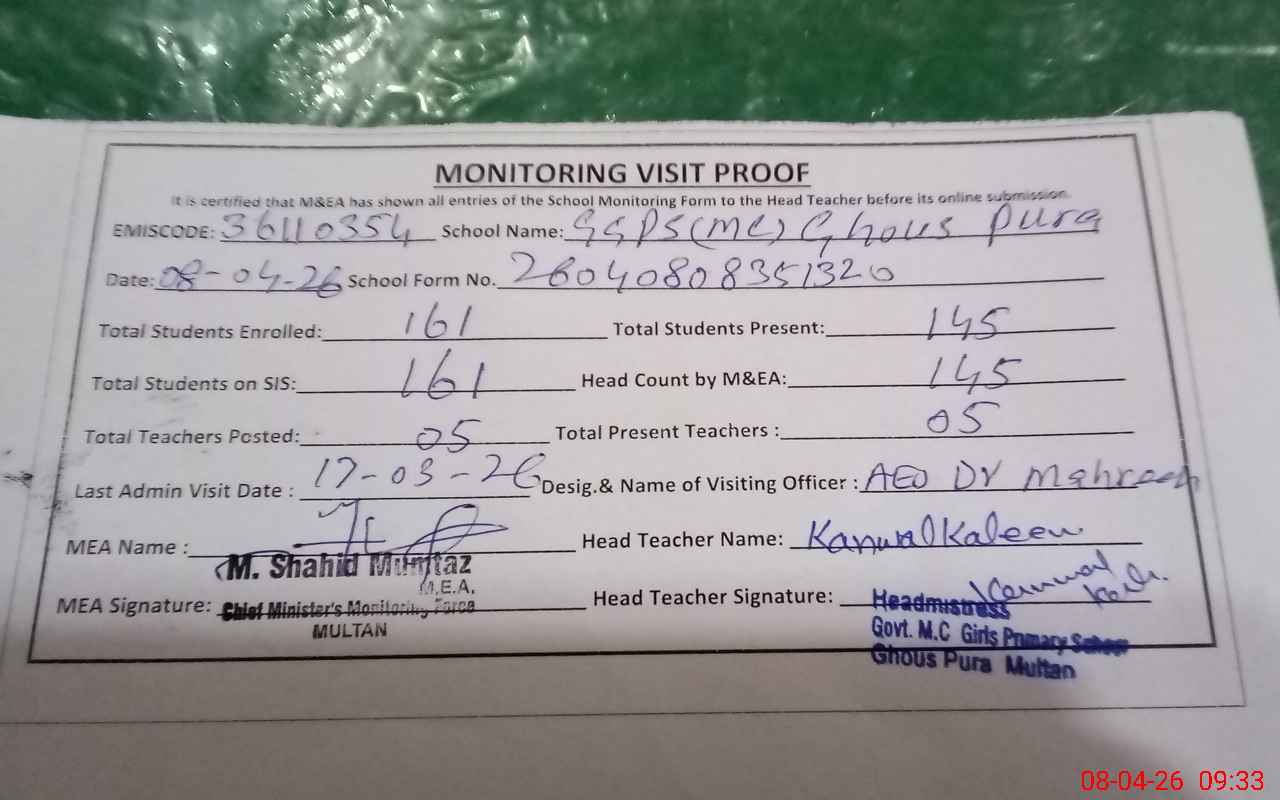 MONITORING VISIT PROOF
It is certified that M&EA has shown all entries of the School Monitoring Form to the Head Teacher before its online submission.
EMISCODE: 36110354 School Name: GGPS(MC) Ghous Pura
Date: 08-04-26 School Form No. 26040808351320
Total Students Enrolled: 161 Total Students Present: 145
Total Students on SIS: 161 Head Count by M&EA: 145
Total Teachers Posted: 05 Total Present Teachers : 05
Last Admin Visit Date : 17-03-26 Desig.& Name of Visiting Officer : AEO Dr Mahreen
MEA Name : Head Teacher Name: Kanwal Kaleem
M. Shahid Mumtaz
M.E.A.
MEA Signature: Chief Minister's Monitoring Force Head Teacher Signature: Kanwal
MULTAN
Headmistress
Govt. M.C Girls Primary School
Ghous Pura Multan
08-04-26 09:33